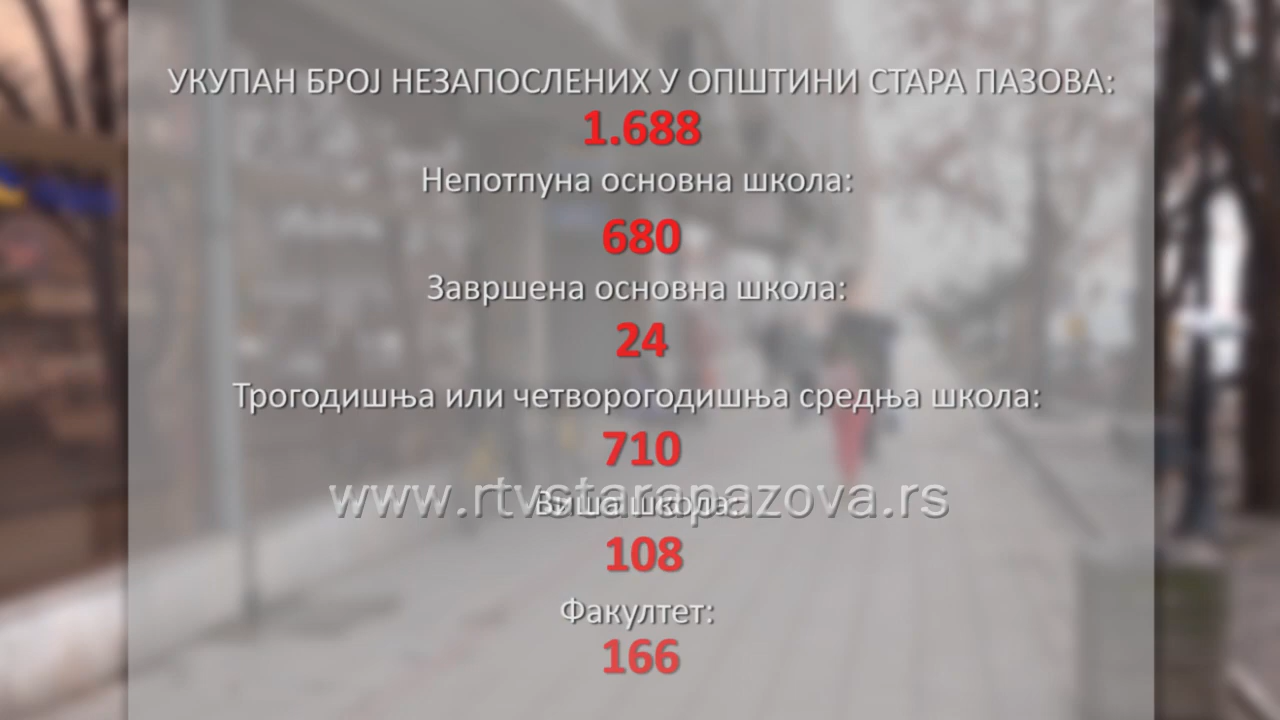 УКУПАН БРОЈ НЕЗАПОСЛЕНИХ У ОПШТИНИ СТАРА ПАЗОВА:
1.688
Непотпуна основна школа:
680
Завршена основна школа:
24
Трогодишња или четворогодишња средња школа:
710
www.rtvstarapazova.rs
Виша школа:
108
Факултет:
166